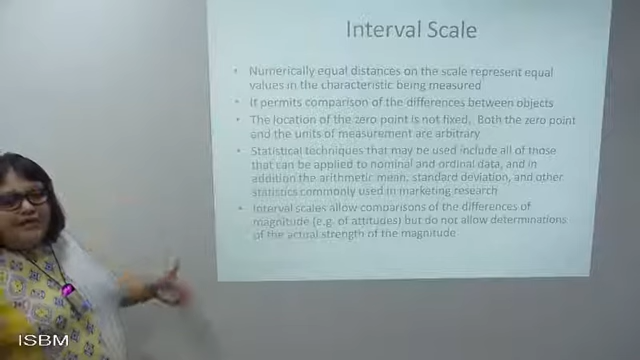 Interval Scale
• Numerically equal distances on the scale represent equal
values in the characteristic being measured
• It permits comparison of the differences between objects
• The location of the zero point is not fixed. Both the zero point
and the units of measurement are arbitrary
• Statistical techniques that may be used include all of those
that can be applied to nominal and ordinal data, and in
addition the arithmetic mean, standard deviation, and other
statistics commonly used in marketing research
• Interval scales allow comparisons of the differences of
magnitude (e.g. of attitudes) but do not allow determinations
of the actual strength of the magnitude
ISBM